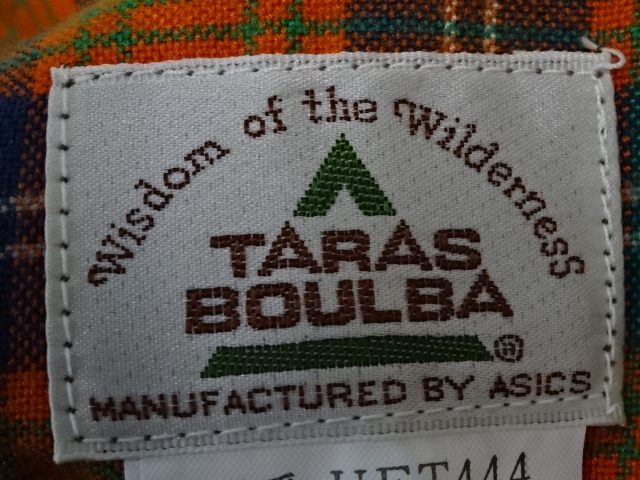 Wisdom of the Wilderness
TARAS
BOULBA
®
MANUFACTURED BY ASICS